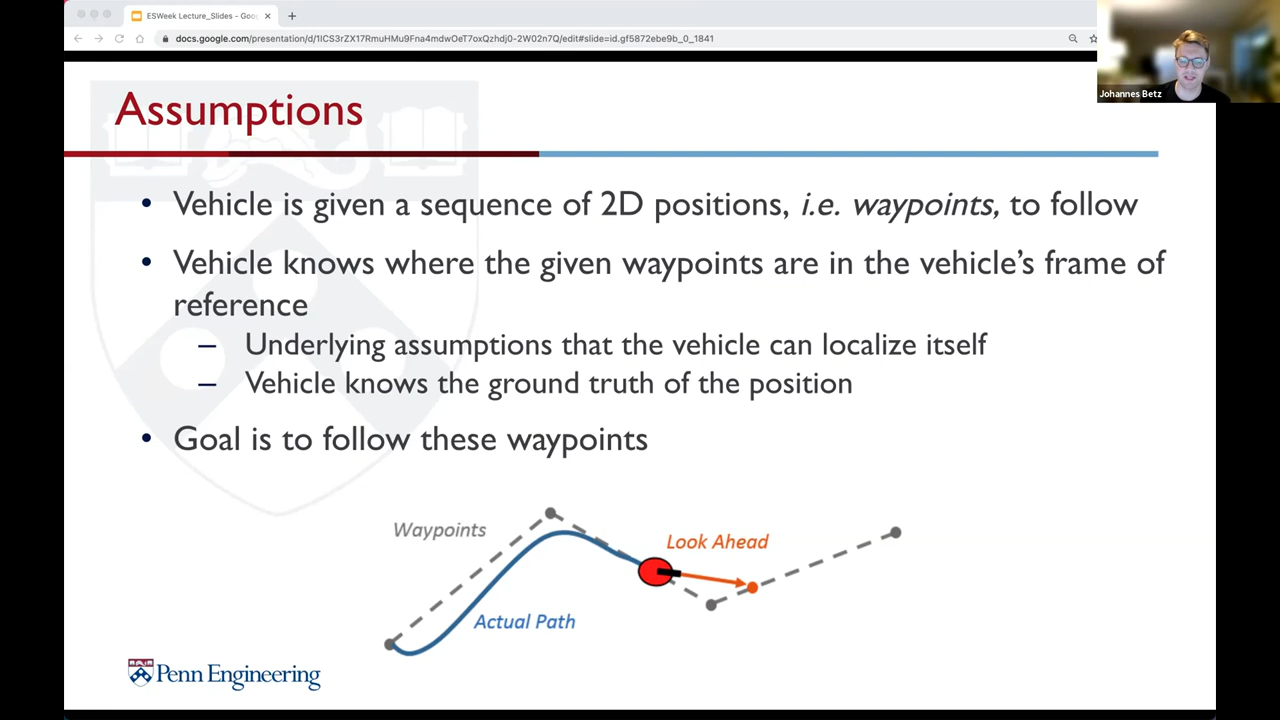 ESWeek Lecture_Slides - Goo
docs.google.com/presentation/d/1ICS3rZX17RmuHMu9Fna4mdwOeT7oxQzhdj0-2W02n7Q/edit#slide=id.gf5872ebe9b_0_1841
Johannes Betz
Assumptions
• Vehicle is given a sequence of 2D positions, i.e. waypoints, to follow
• Vehicle knows where the given waypoints are in the vehicle's frame of
reference
– Underlying assumptions that the vehicle can localize itself
– Vehicle knows the ground truth of the position
• Goal is to follow these waypoints
Waypoints
Look Ahead
Actual Path
Penn Engineering